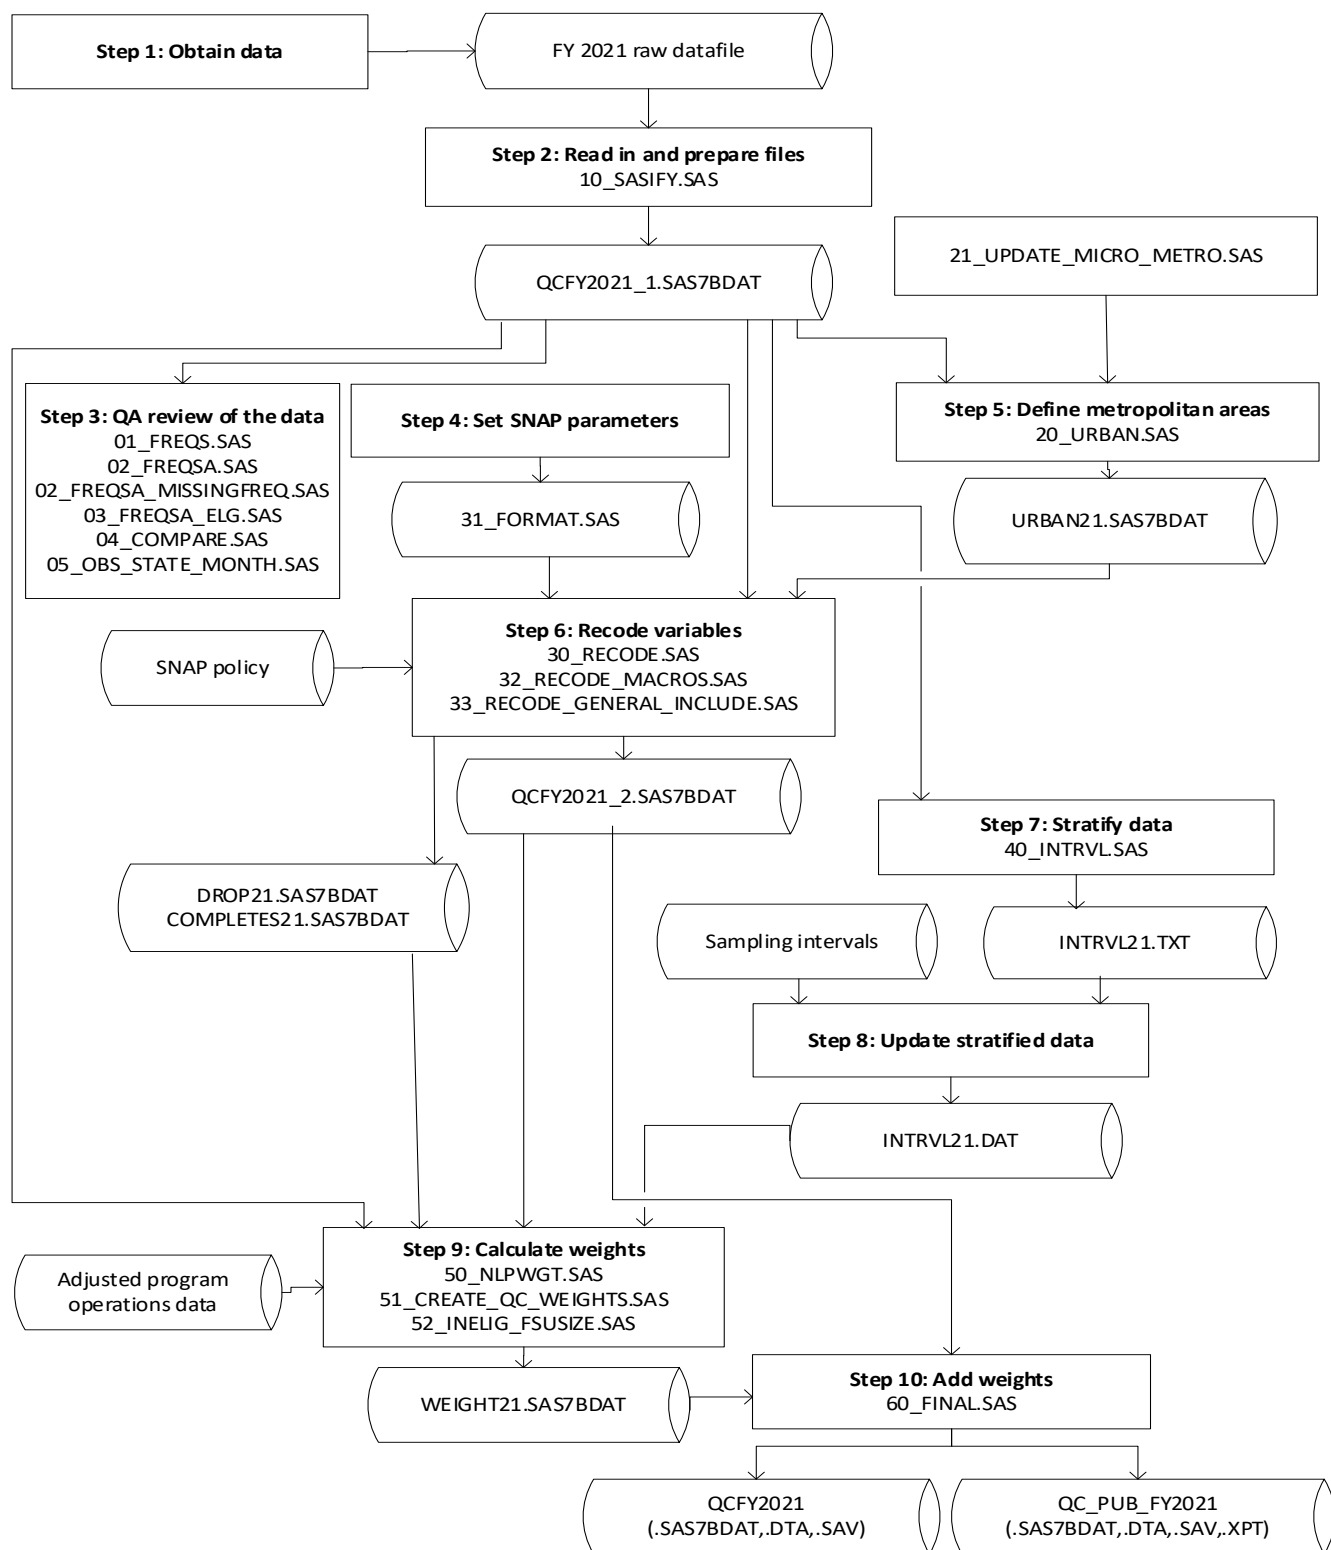 Step 1: Obtain data
FY 2021 raw datafile
Step 2: Read in and prepare files
10_SASIFY.SAS
QCFY2021_1.SAS7BDAT
21_UPDATE_MICRO_METRO.SAS
Step 3: QA review of the data
01_FREQS.SAS
02_FREQSA.SAS
02_FREQSA_MISSINGFREQ.SAS
03_FREQSA_ELG.SAS
04_COMPARE.SAS
05_OBS_STATE_MONTH.SAS
Step 4: Set SNAP parameters
31_FORMAT.SAS
Step 5: Define metropolitan areas
20_URBAN.SAS
URBAN21.SAS7BDAT
SNAP policy
Step 6: Recode variables
30_RECODE.SAS
32_RECODE_MACROS.SAS
33_RECODE_GENERAL_INCLUDE.SAS
QCFY2021_2.SAS7BDAT
Step 7: Stratify data
40_INTRVL.SAS
DROP21.SAS7BDAT
COMPLETES21.SAS7BDAT
Sampling intervals
INTRVL21.TXT
Step 8: Update stratified data
INTRVL21.DAT
Adjusted program
operations data
Step 9: Calculate weights
50_NLPWGT.SAS
51_CREATE_QC_WEIGHTS.SAS
52_INELIG_FSUSIZE.SAS
WEIGHT21.SAS7BDAT
Step 10: Add weights
60_FINAL.SAS
QCFY2021
(.SAS7BDAT,.DTA,.SAV)
QC_PUB_FY2021
(.SAS7BDAT,.DTA,.SAV,.XPT)